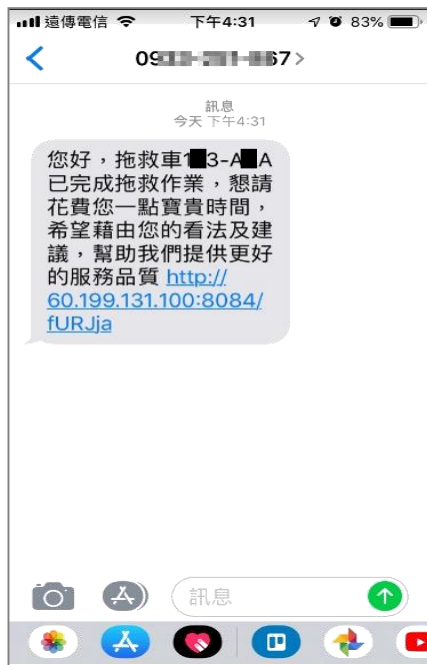 遠傳電信 下午4:31 83%
09 67 >
訊息
今天 下午4:31
您好，拖救車1 3-A A
已完成拖救作業，懇請
花費您一點寶貴時間，
希望藉由您的看法及建
議，幫助我們提供更好
的服務品質 http://
60.199.131.100:8084/
fURJja
訊息